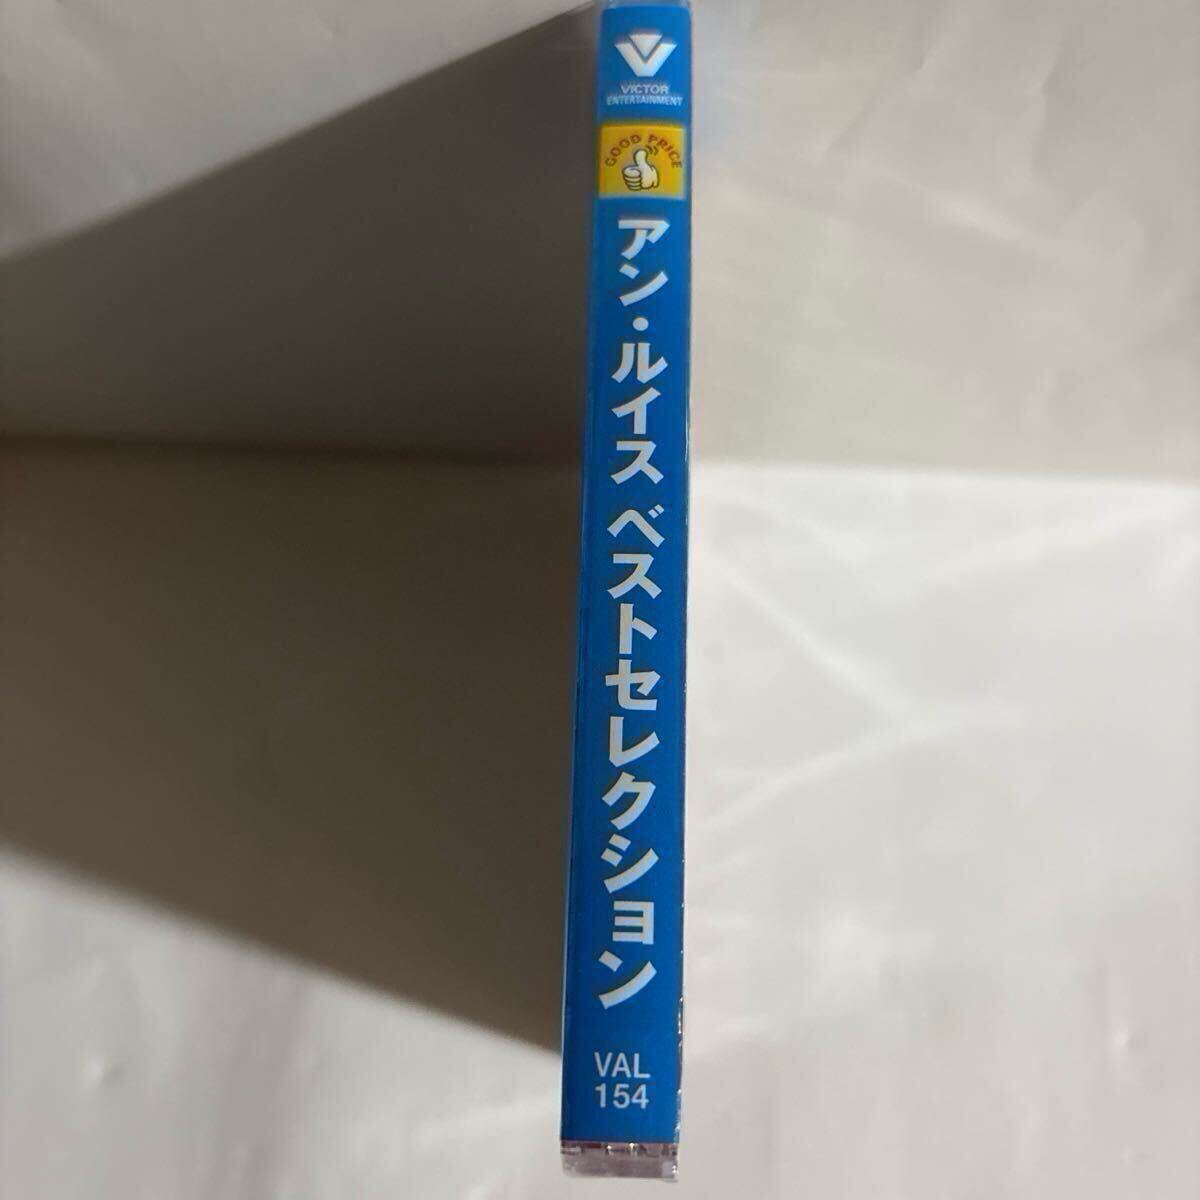 VICTOR
ENTERTAINMENT
GOOD PRICE
アン・ルイス ベストセレクション
VAL
154